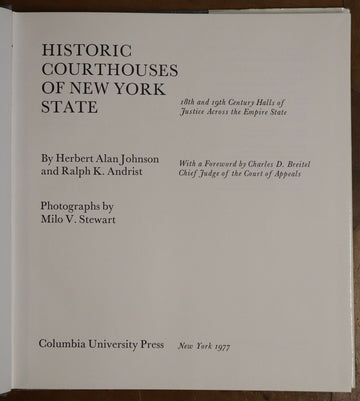 HISTORIC
COURTHOUSES
OF NEW YORK
STATE
18th and 19th Century Halls of
Justice Across the Empire State
By Herbert Alan Johnson
and Ralph K. Andrist
With a Foreword by Charles D. Breitel
Chief Judge of the Court of Appeals
Photographs by
Milo V. Stewart
Columbia University Press New York 1977